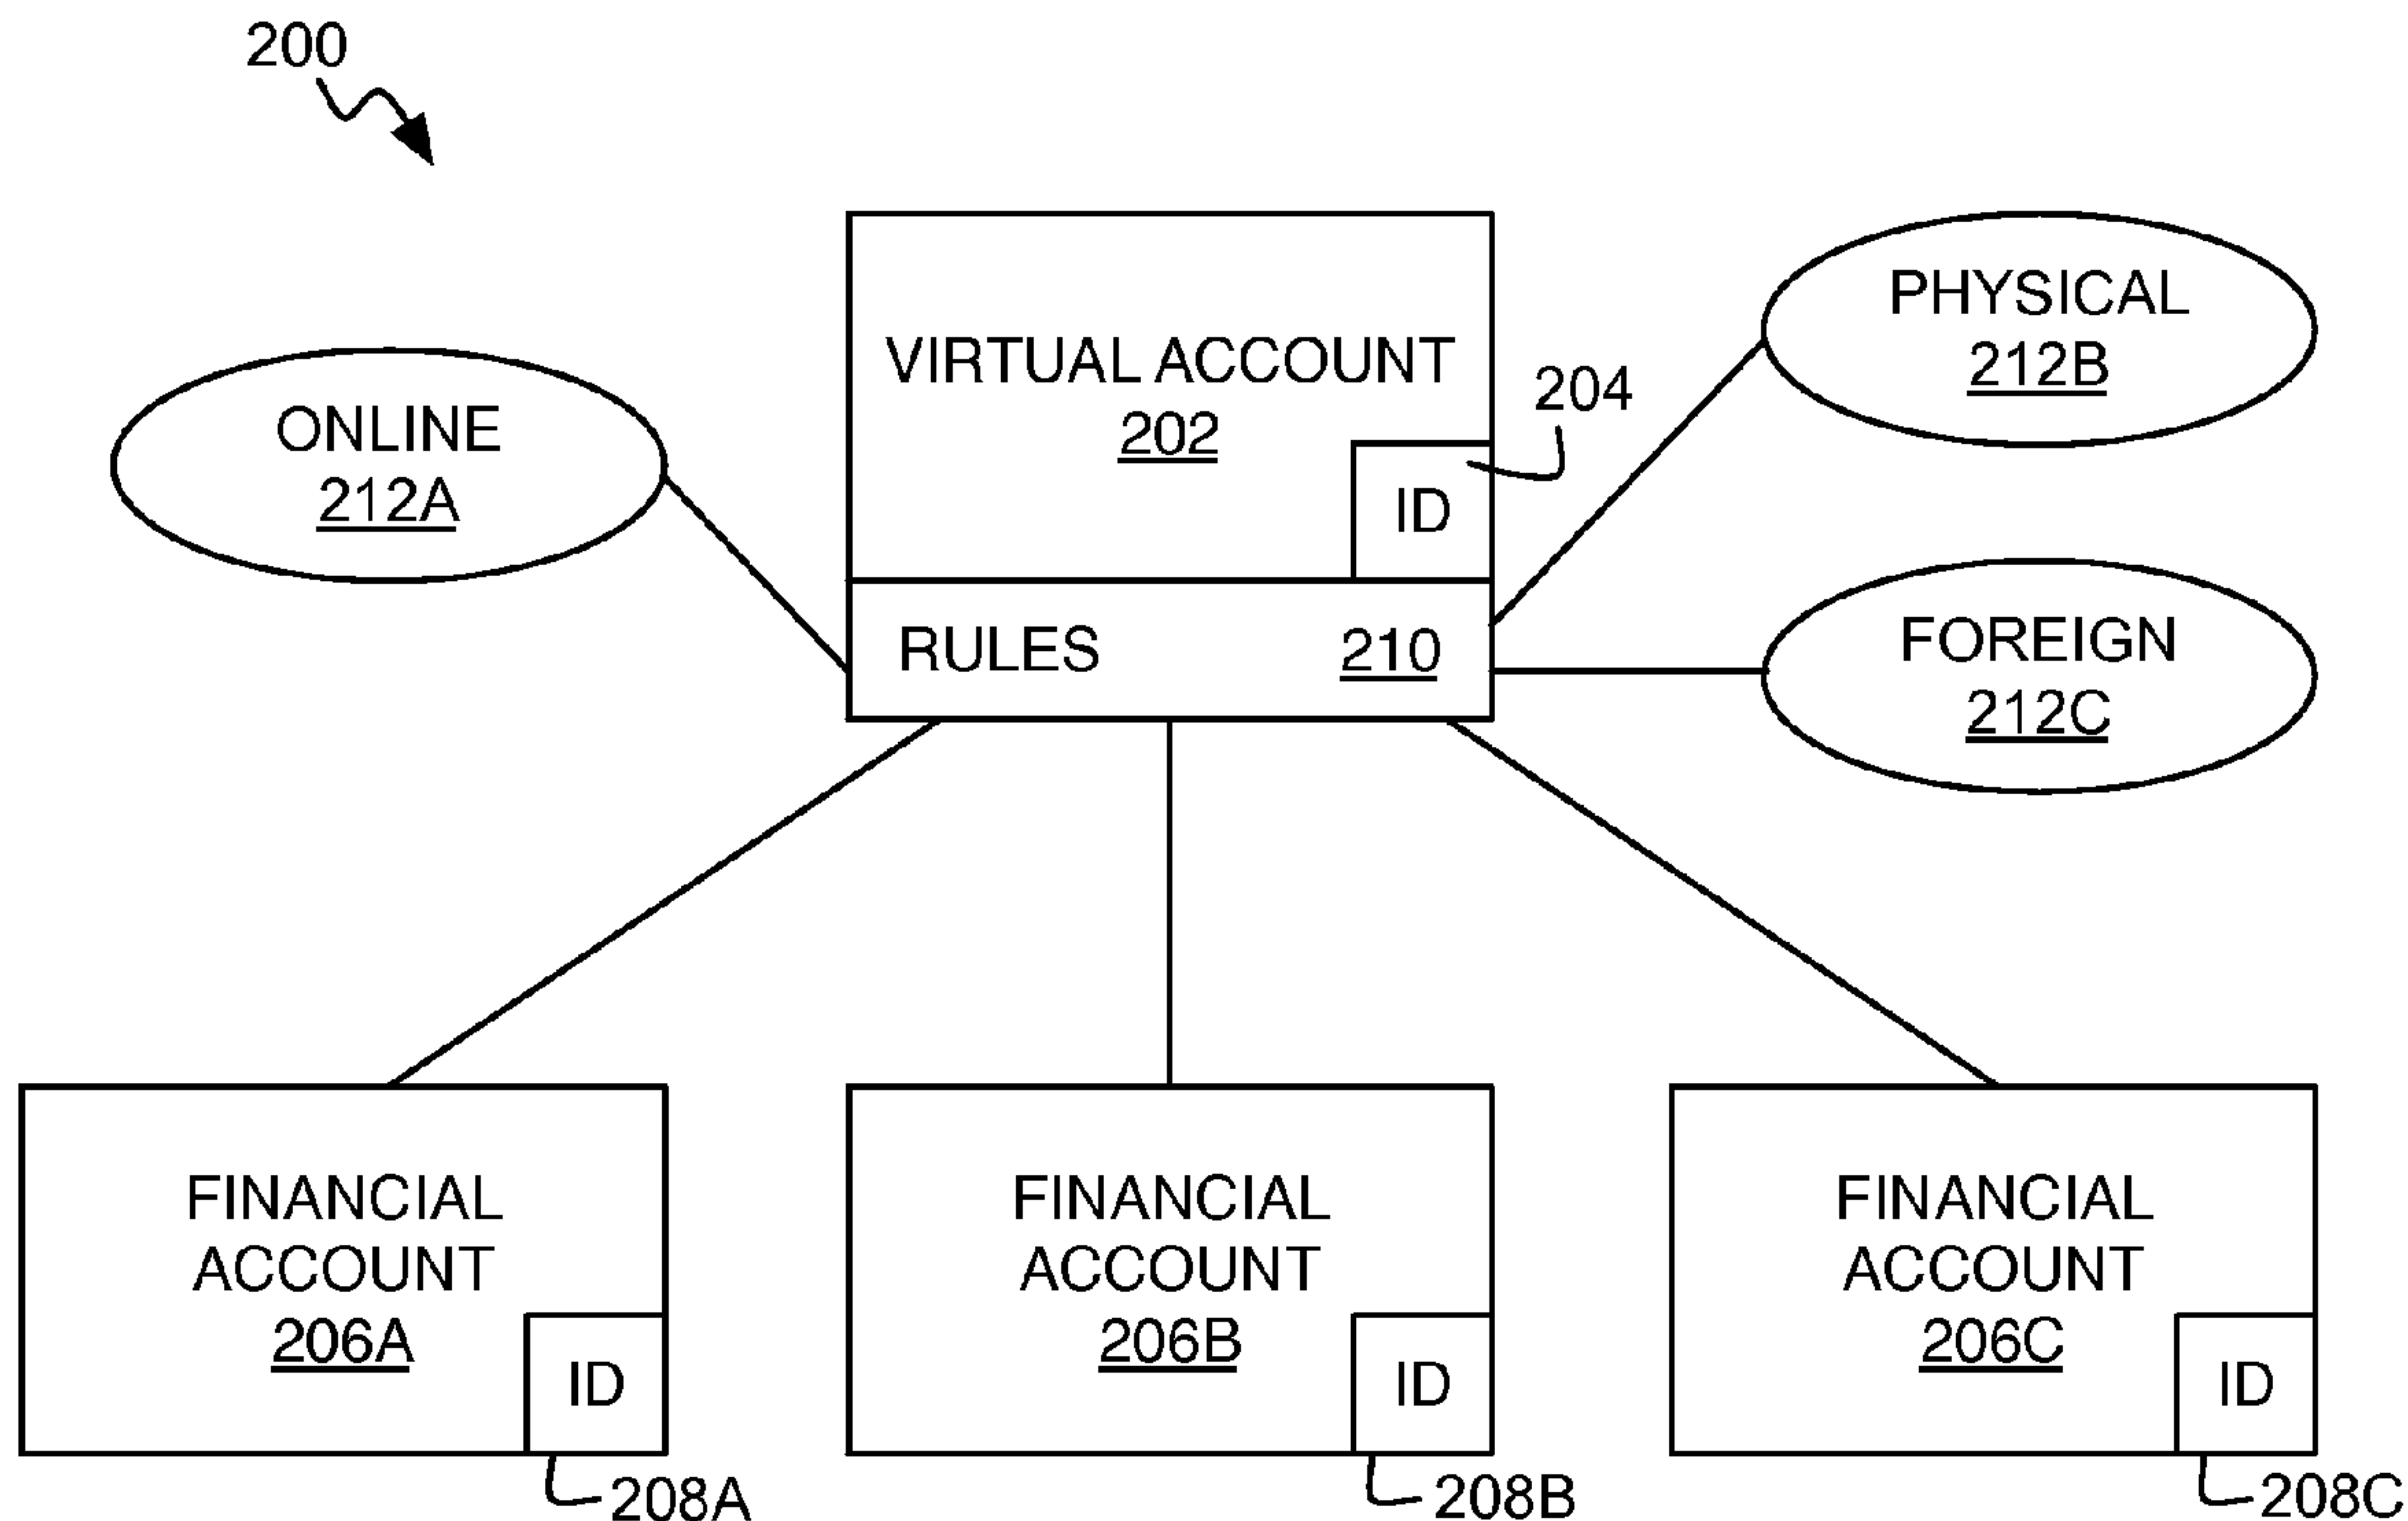 200
VIRTUAL ACCOUNT
202
204
ID
RULES 210
ONLINE
212A
PHYSICAL
212B
FOREIGN
212C
FINANCIAL
ACCOUNT
206A
ID
208A
FINANCIAL
ACCOUNT
206B
ID
208B
FINANCIAL
ACCOUNT
206C
ID
208C